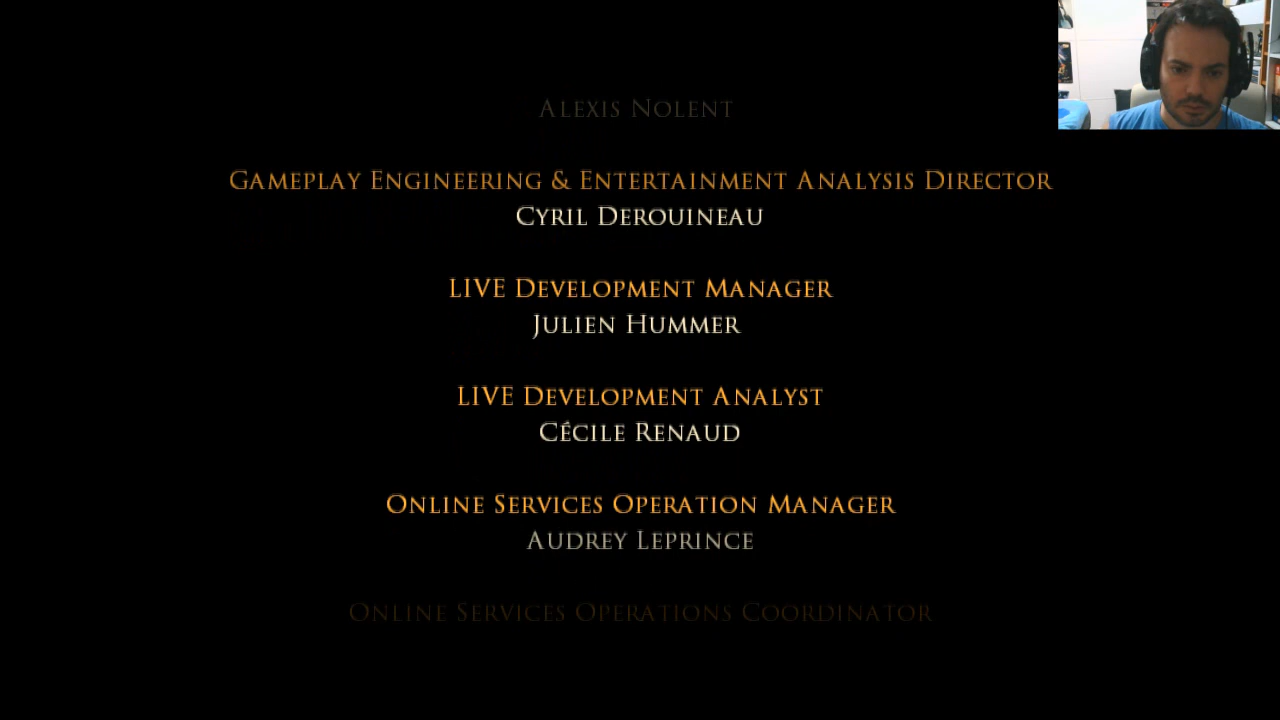 Alexis Nolent
Gameplay Engineering & Entertainment Analysis Director
Cyril Derouineau
LIVE Development Manager
Julien Hummer
LIVE Development Analyst
Cécile Renaud
Online Services Operation Manager
Audrey Leprince
Online Services Operations Coordinator